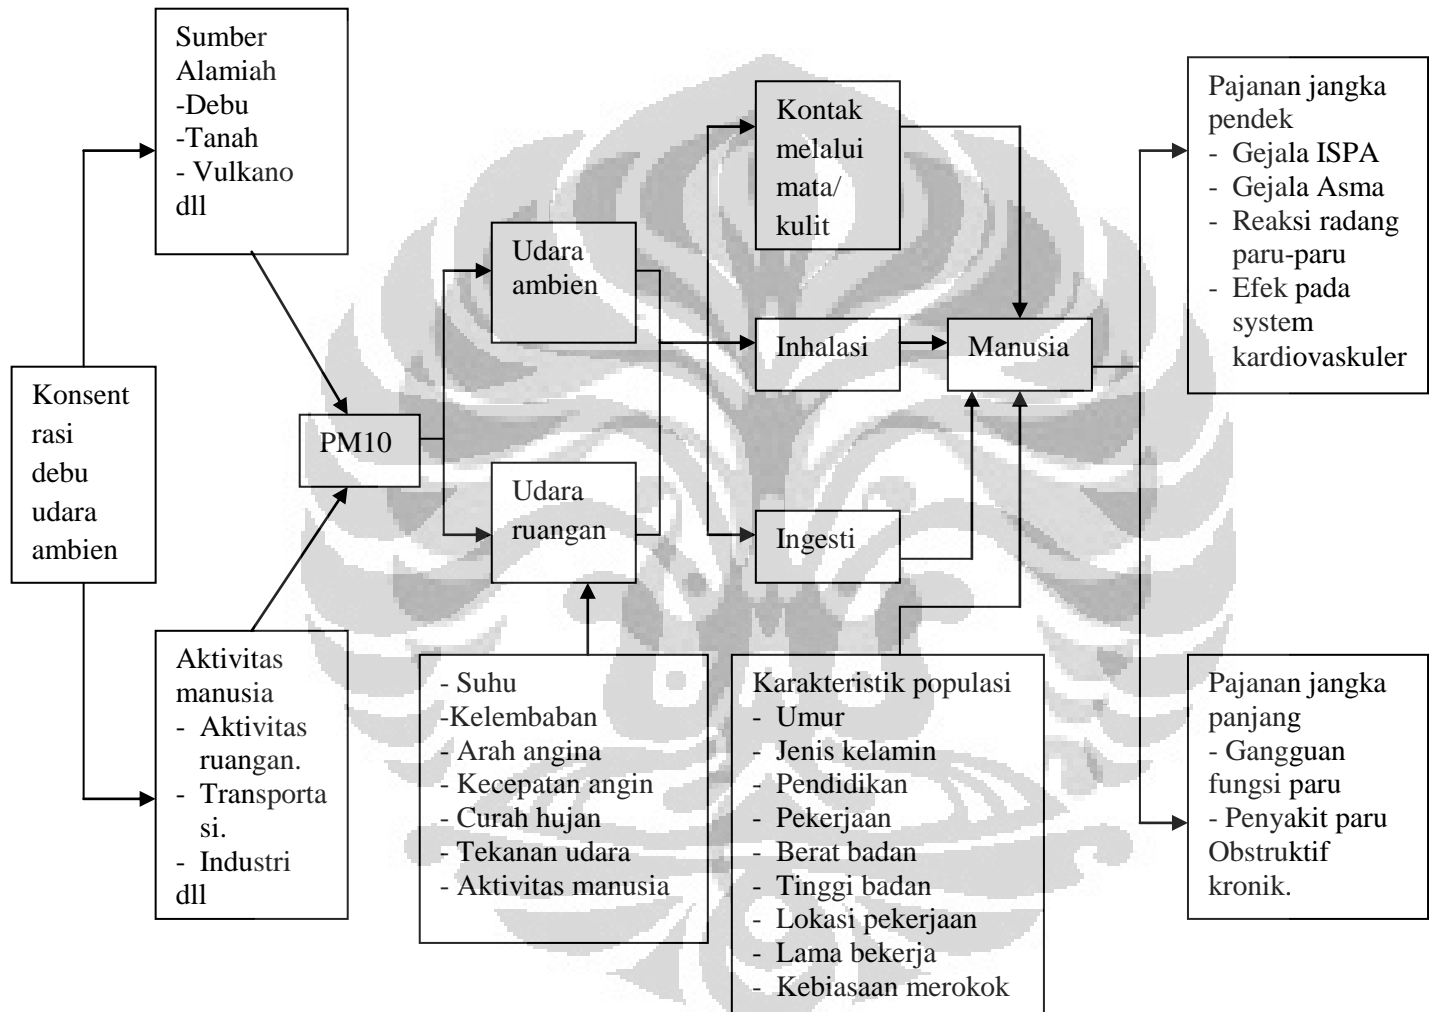 Sumber
Alamiah
-Debu
-Tanah
- Vulkano
dll
Konsent
rasi
debu
udara
ambien
Aktivitas
manusia
- Aktivitas
ruangan.
- Transporta
si.
- Industri
dll
PM10
Udara
ambien
Udara
ruangan
- Suhu
-Kelembaban
- Arah angina
- Kecepatan angin
- Curah hujan
- Tekanan udara
- Aktivitas manusia
Kontak
melalui
mata/
kulit
Inhalasi
Ingesti
Manusia
Karakteristik populasi
- Umur
- Jenis kelamin
- Pendidikan
- Pekerjaan
- Berat badan
- Tinggi badan
- Lokasi pekerjaan
- Lama bekerja
- Kebiasaan merokok
Pajanan jangka
pendek
- Gejala ISPA
- Gejala Asma
- Reaksi radang
paru-paru
- Efek pada
system
kardiovaskuler
Pajanan jangka
panjang
- Gangguan
fungsi paru
- Penyakit paru
Obstruktif
kronik.